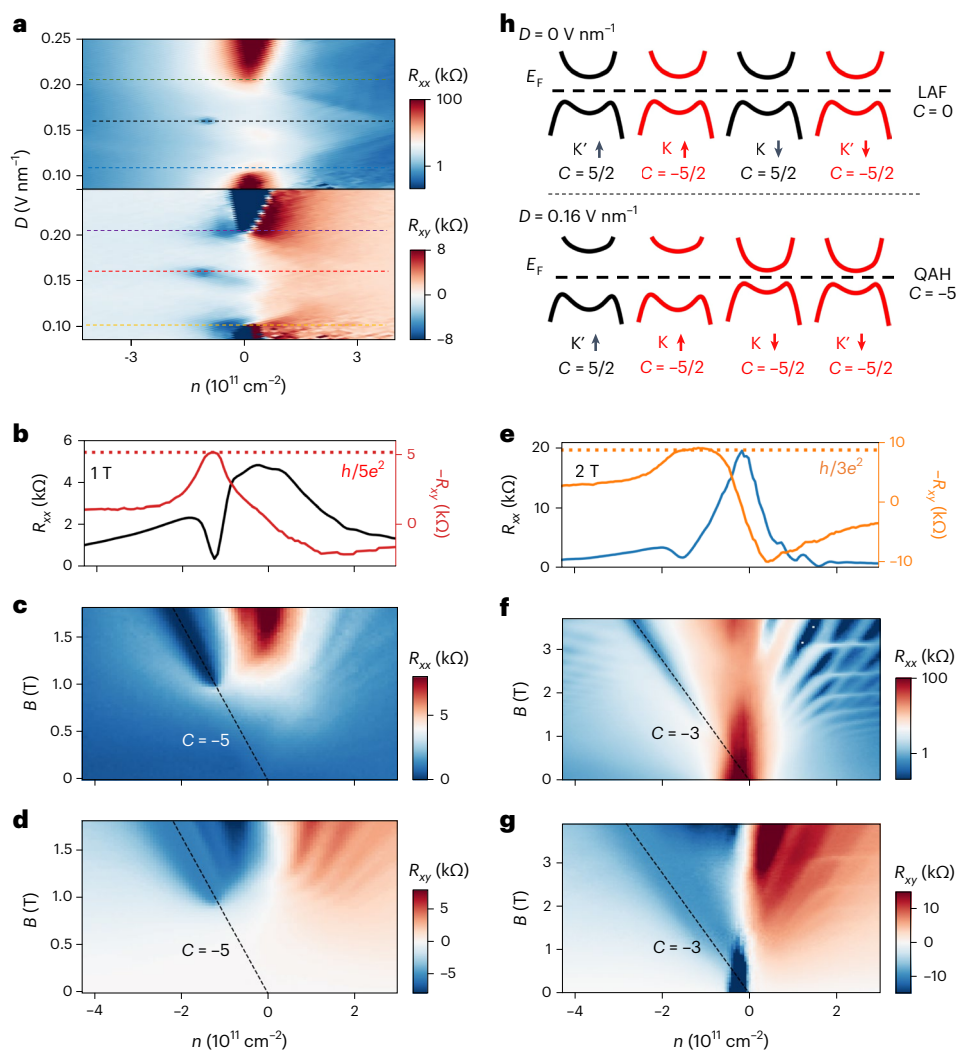 a
0.25
0.20
0.15
0.10
0.20
0.15
0.10
D (V nm⁻¹)
Rxx (kΩ)
100
1
Rxy (kΩ)
8
0
−8
−3 0 3
n (10¹¹ cm⁻²)
h
D = 0 V nm⁻¹
EF
LAF
C = 0
K′ ↑ K ↑ K ↓ K′ ↓
C = 5/2 C = −5/2 C = 5/2 C = −5/2
D = 0.16 V nm⁻¹
EF
QAH
C = −5
K′ ↑ K ↑ K ↓ K′ ↓
C = 5/2 C = −5/2 C = −5/2 C = −5/2
b
6
4
2
0
Rxx (kΩ)
1 T
h/5e²
5
0
−Rxy (kΩ)
c
1.5
1.0
0.5
0
B (T)
C = −5
Rxx (kΩ)
5
0
d
1.5
1.0
0.5
0
B (T)
C = −5
Rxy (kΩ)
5
0
−5
−4 −2 0 2
n (10¹¹ cm⁻²)
e
20
10
0
Rxx (kΩ)
2 T
h/3e²
10
0
−10
−Rxy (kΩ)
f
3
2
1
0
B (T)
C = −3
Rxx (kΩ)
100
1
g
3
2
1
0
B (T)
C = −3
Rxy (kΩ)
10
0
−10
−4 −2 0 2
n (10¹¹ cm⁻²)